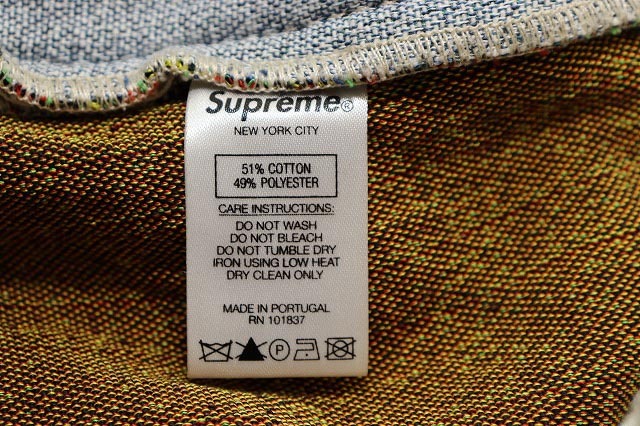 Supreme®
NEW YORK CITY
51% COTTON
49% POLYESTER
CARE INSTRUCTIONS:
DO NOT WASH
DO NOT BLEACH
DO NOT TUMBLE DRY
IRON USING LOW HEAT
DRY CLEAN ONLY
MADE IN PORTUGAL
RN 101837
P